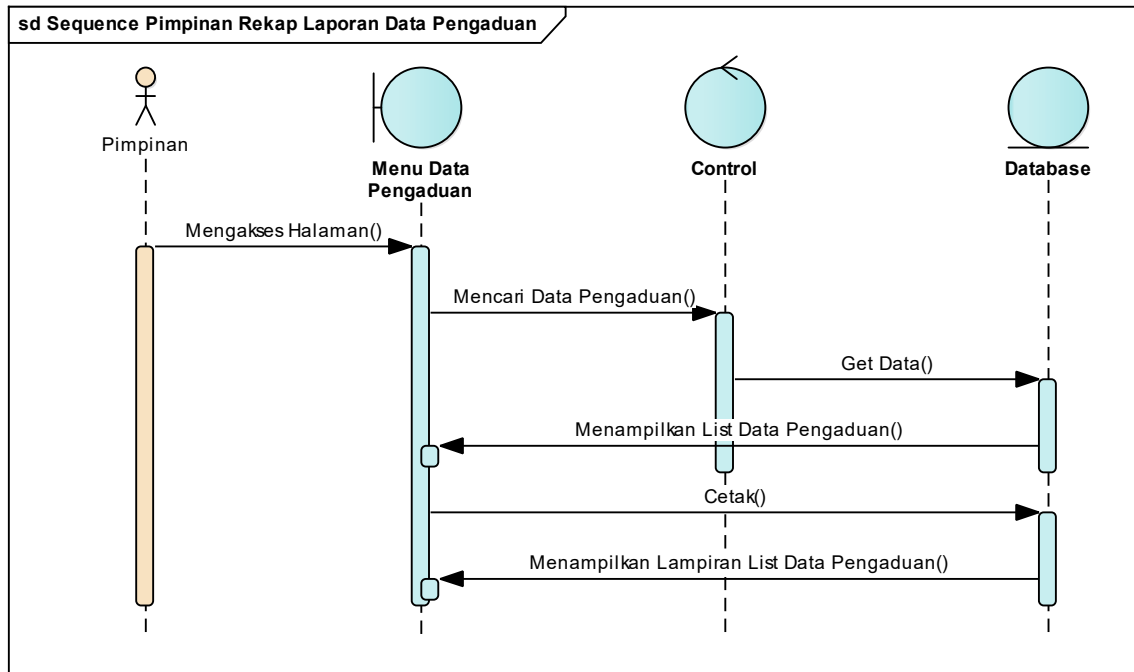 sd Sequence Pimpinan Rekap Laporan Data Pengaduan
Pimpinan
Menu Data
Pengaduan
Control
Database
Mengakses Halaman()
Mencari Data Pengaduan()
Get Data()
Menampilkan List Data Pengaduan()
Cetak()
Menampilkan Lampiran List Data Pengaduan()